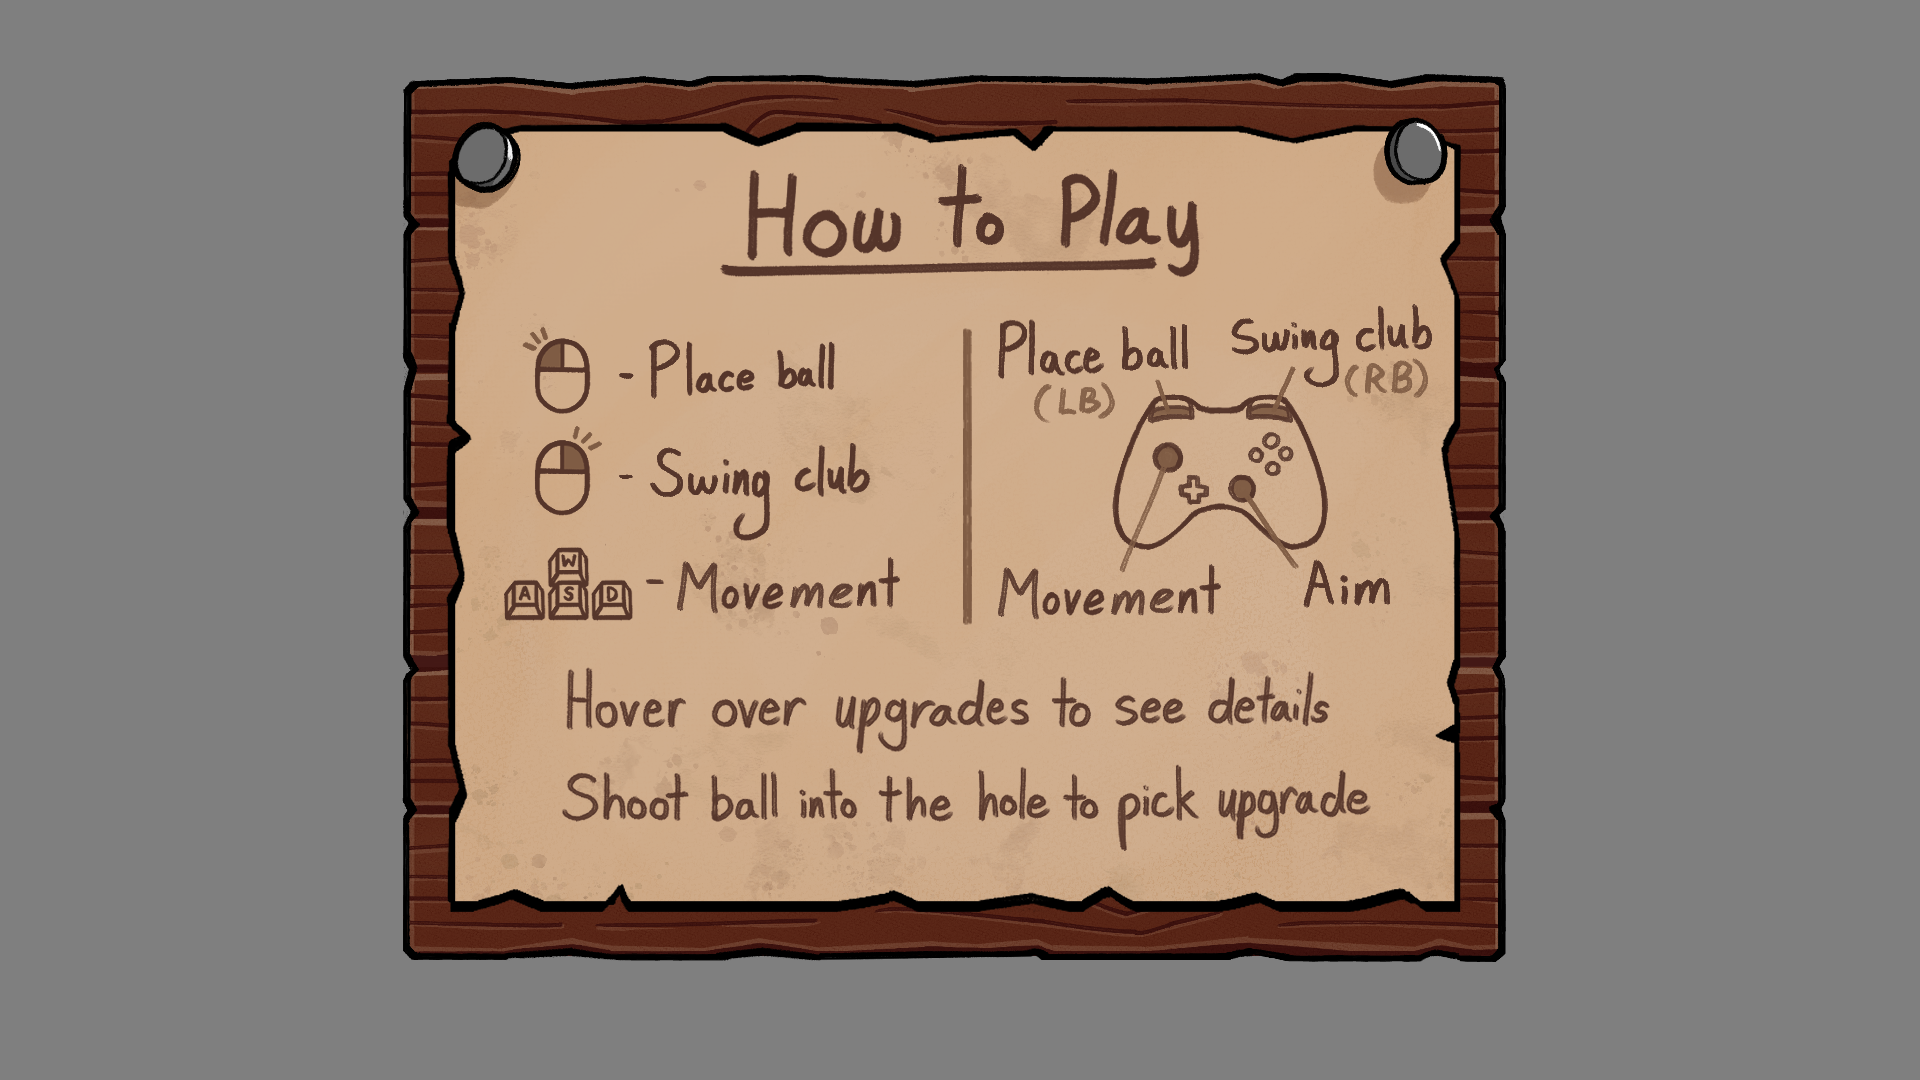 How to Play
- Place ball
- Swing club
W
A S D - Movement
Place ball
(LB)
Swing club
(RB)
Movement
Aim
Hover over upgrades to see details
Shoot ball into the hole to pick upgrade